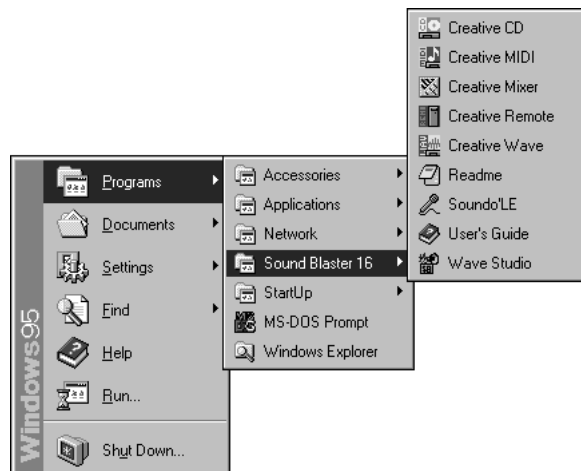 Windows95
Programs
Documents
Settings
Find
Help
Run...
Shut Down...
Accessories
Applications
Network
Sound Blaster 16
StartUp
MS-DOS Prompt
Windows Explorer
Creative CD
Creative MIDI
Creative Mixer
Creative Remote
Creative Wave
Readme
Soundo'LE
User's Guide
Wave Studio